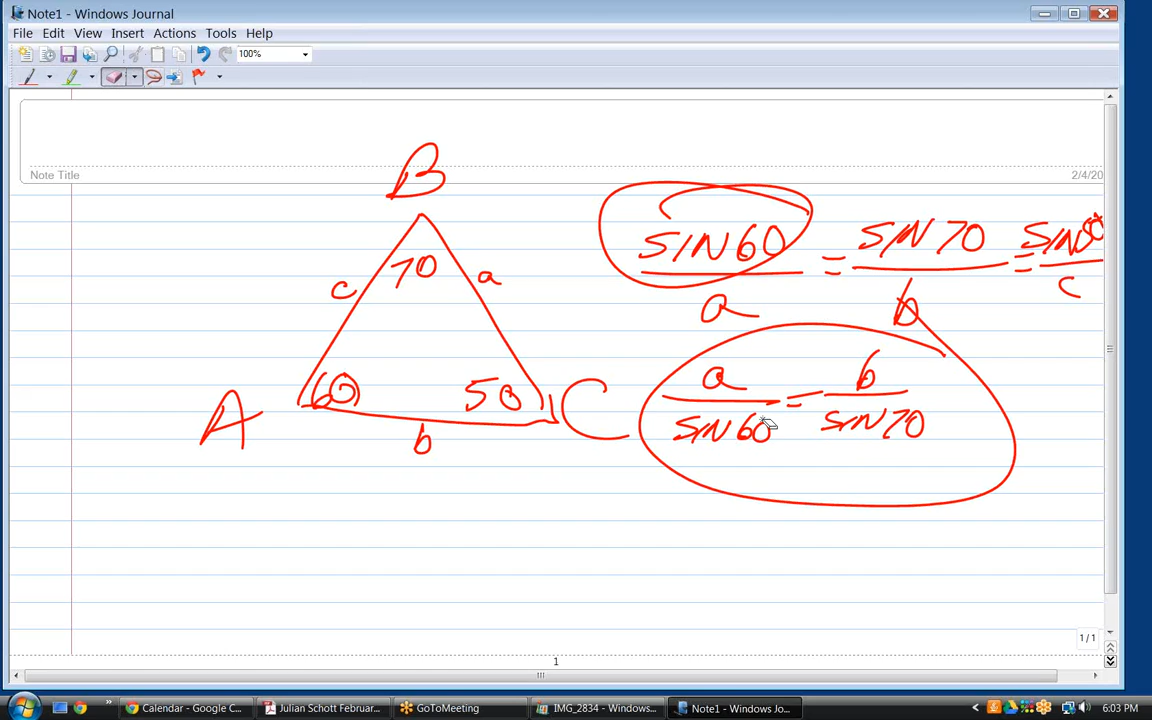 Note1 - Windows Journal
File Edit View Insert Actions Tools Help
100%
Note Title
2/4/20
B
70
c
a
60
50
A
b
C
SIN 60 = SIN 70 = SIN 50
a b c
a = b
SIN 60 SIN 70
1/1
1
Calendar - Google C...
Julian Schott Februar...
GoToMeeting
IMG_2834 - Windows...
Note1 - Windows Jo...
6:03 PM